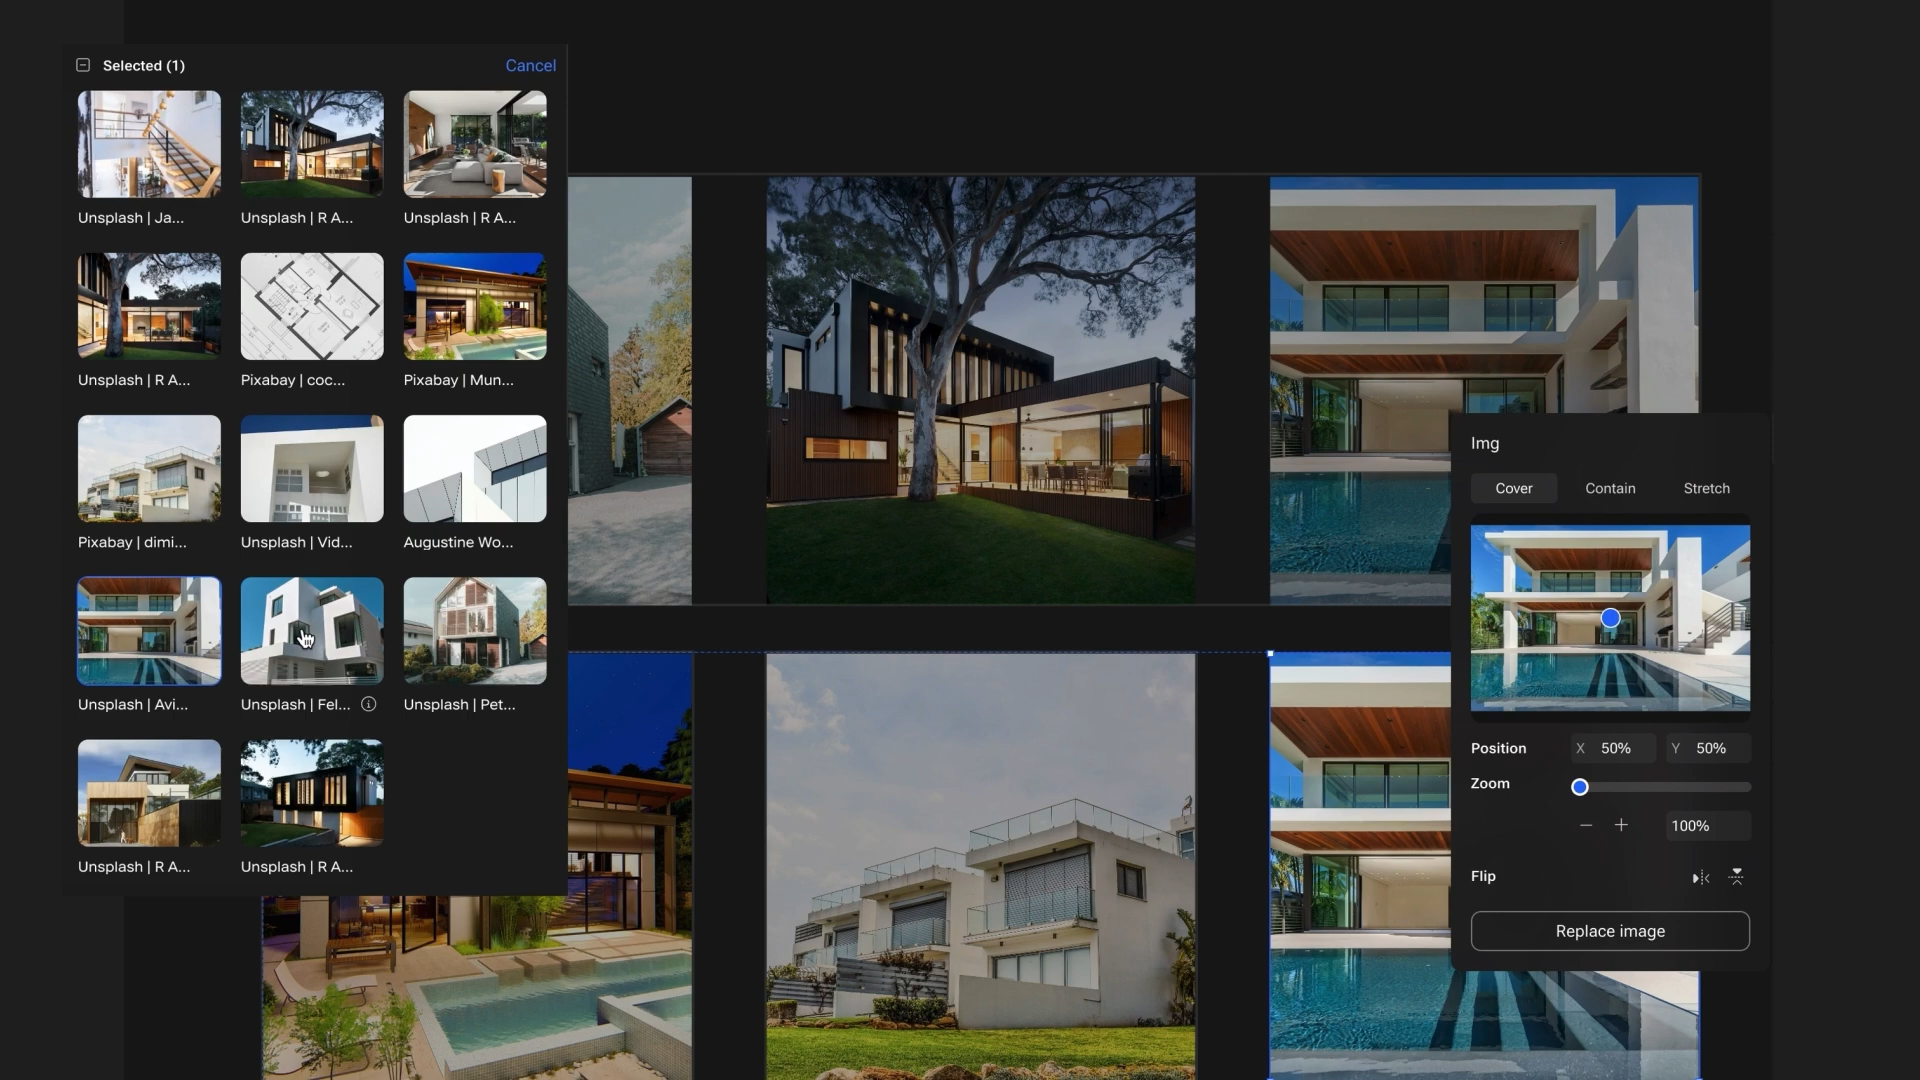 Selected (1)
Cancel
Unsplash | Ja...
Unsplash | R A...
Unsplash | R A...
Unsplash | R A...
Pixabay | coc...
Pixabay | Mun...
Pixabay | dimi...
Unsplash | Vid...
Augustine Wo...
Unsplash | Avi...
Unsplash | Fel...
Unsplash | Pet...
Unsplash | R A...
Unsplash | R A...
Img
Cover
Contain
Stretch
Position
X 50%
Y 50%
Zoom
100%
Flip
Replace image